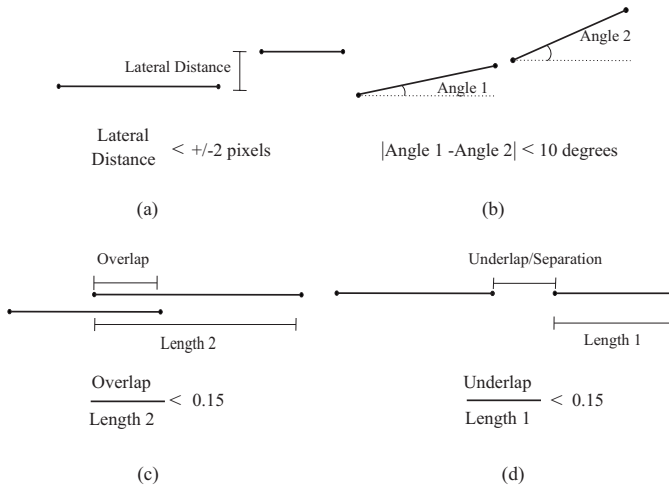 Lateral Distance
Lateral
Distance
< +/-2 pixels
(a)
Angle 1
Angle 2
|Angle 1 -Angle 2| < 10 degrees
(b)
Overlap
Length 2
Overlap
Length 2
< 0.15
(c)
Underlap/Separation
Length 1
Underlap
Length 1
< 0.15
(d)